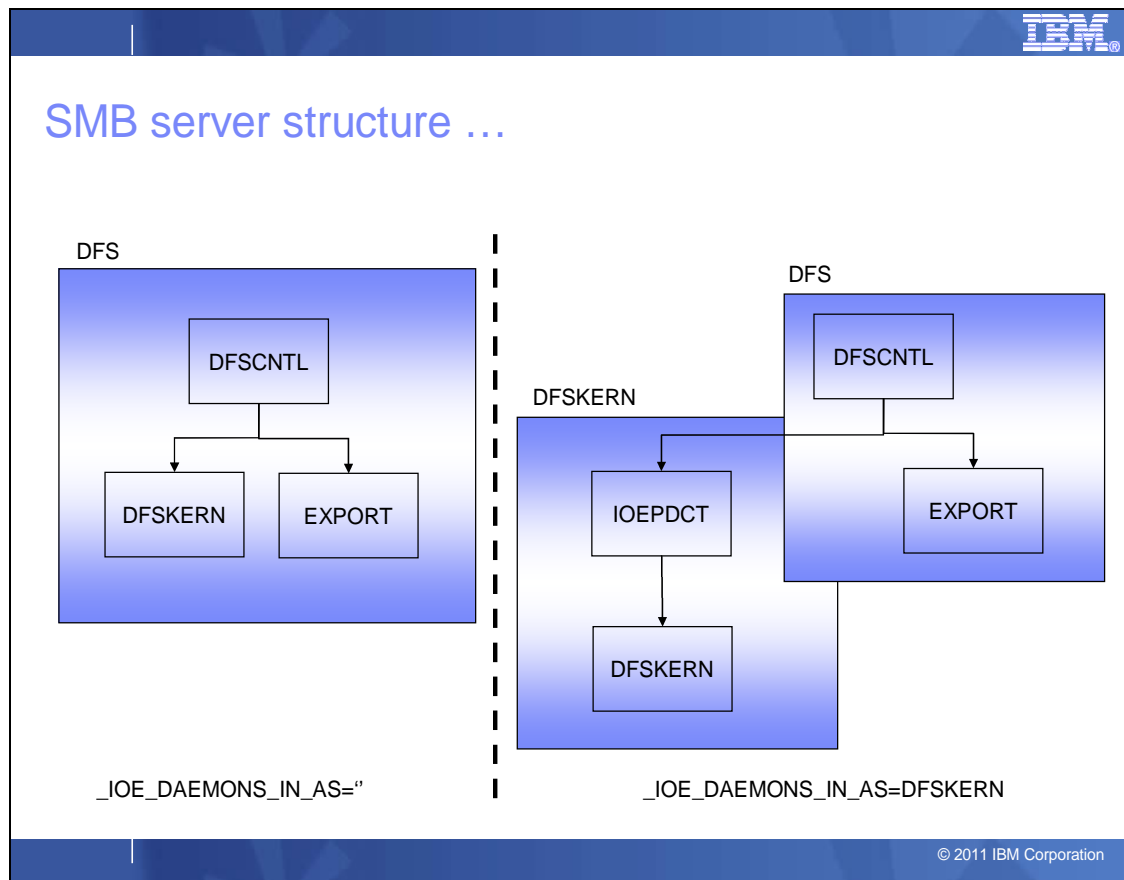 IBM®
SMB server structure …
DFS
DFSCNTL
DFSKERN
EXPORT
_IOE_DAEMONS_IN_AS=‘’
DFS
DFSCNTL
DFSKERN
IOEPDCT
EXPORT
DFSKERN
_IOE_DAEMONS_IN_AS=DFSKERN
© 2011 IBM Corporation